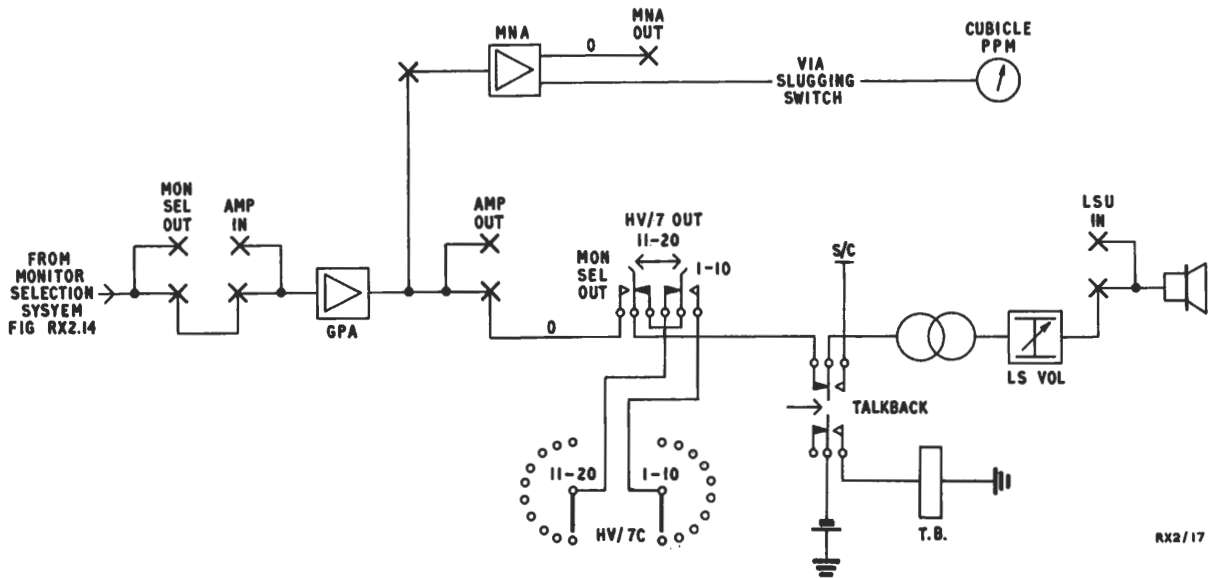 MNA
O
MNA
OUT
CUBICLE
PPM
VIA
SLUGGING
SWITCH
MON
SEL
OUT
AMP
IN
AMP
OUT
HV/7 OUT
11-20
1-10
MON
SEL
OUT
S/C
LSU
IN
FROM
MONITOR
SELECTION
SYSYEM
FIG RX2.14
GPA
O
LS VOL
TALKBACK
11-20
1-10
HV/7C
T.B.
RX2/17